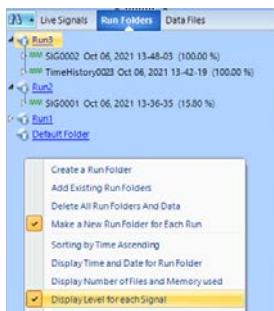 Live Signals Run Folders Data Files
Run3
SIG0002 Oct 06, 2021 13-48-03 (100.00 %)
TimeHistory0023 Oct 06, 2021 13-42-19 (100.00 %)
Run2
SIG0001 Oct 06, 2021 13-36-35 (15.80 %)
Run1
Default Folder
Create a Run Folder
Add Existing Run Folders
Delete All Run Folders And Data
Make a New Run Folder for Each Run
Sorting by Time Ascending
Display Time and Date for Run Folder
Display Number of Files and Memory used
Display Level for each Signal